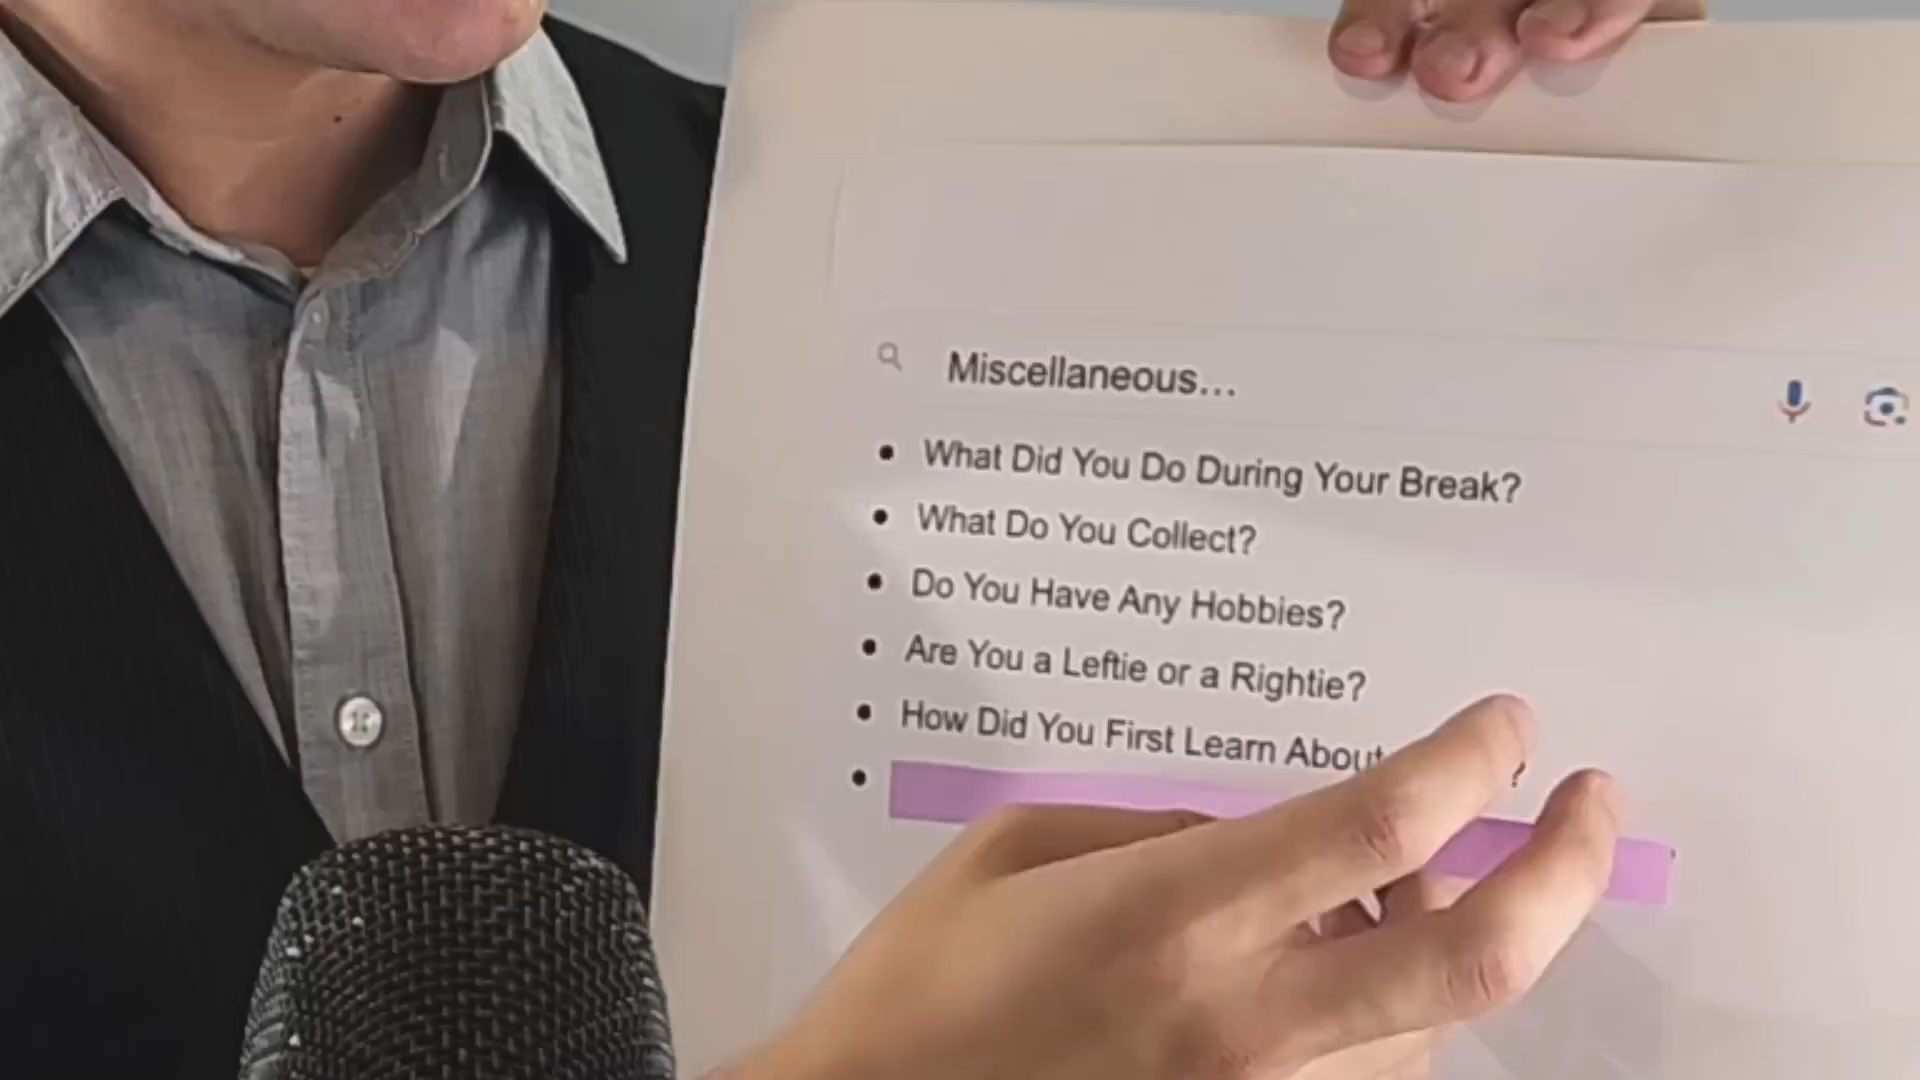 Miscellaneous...
• What Did You Do During Your Break?
• What Do You Collect?
• Do You Have Any Hobbies?
• Are You a Leftie or a Rightie?
• How Did You First Learn About ?
•